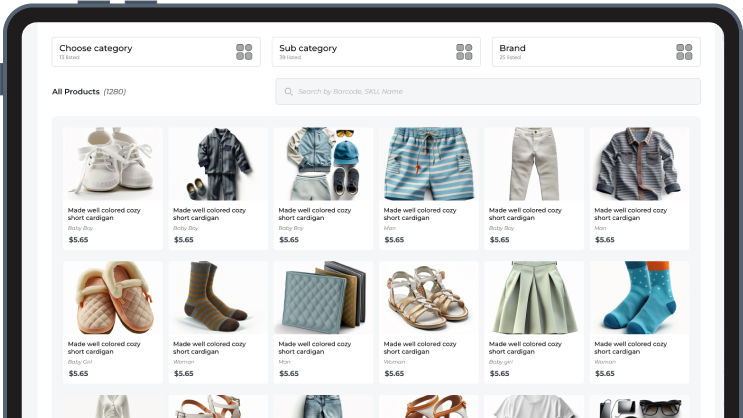 Choose category
13 listed
Sub category
39 listed
Brand
25 listed
All Products (1280)
Search by Barcode, SKU, Name
Made well colored cozy
short cardigan
Baby Boy
$5.65
Made well colored cozy
short cardigan
Baby Boy
$5.65
Made well colored cozy
short cardigan
Baby Boy
$5.65
Made well colored cozy
short cardigan
Man
$5.65
Made well colored cozy
short cardigan
Baby Boy
$5.65
Made well colored cozy
short cardigan
Man
$5.65
Made well colored cozy
short cardigan
Baby Girl
$5.65
Made well colored cozy
short cardigan
Woman
$5.65
Made well colored cozy
short cardigan
Man
$5.65
Made well colored cozy
short cardigan
Woman
$5.65
Made well colored cozy
short cardigan
Baby girl
$5.65
Made well colored cozy
short cardigan
Woman
$5.65